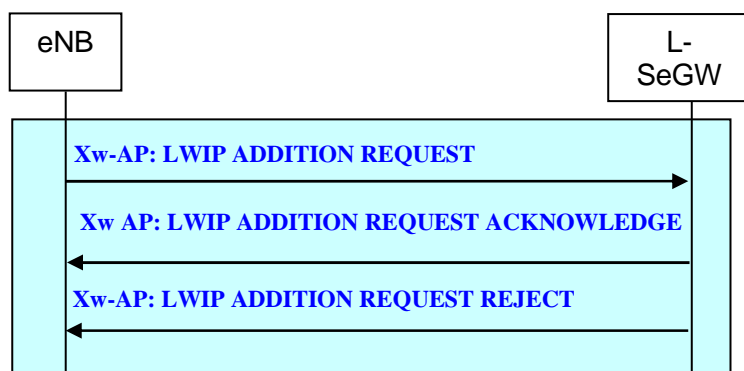 eNB
L-
SeGW
Xw-AP: LWIP ADDITION REQUEST
Xw AP: LWIP ADDITION REQUEST ACKNOWLEDGE
Xw-AP: LWIP ADDITION REQUEST REJECT